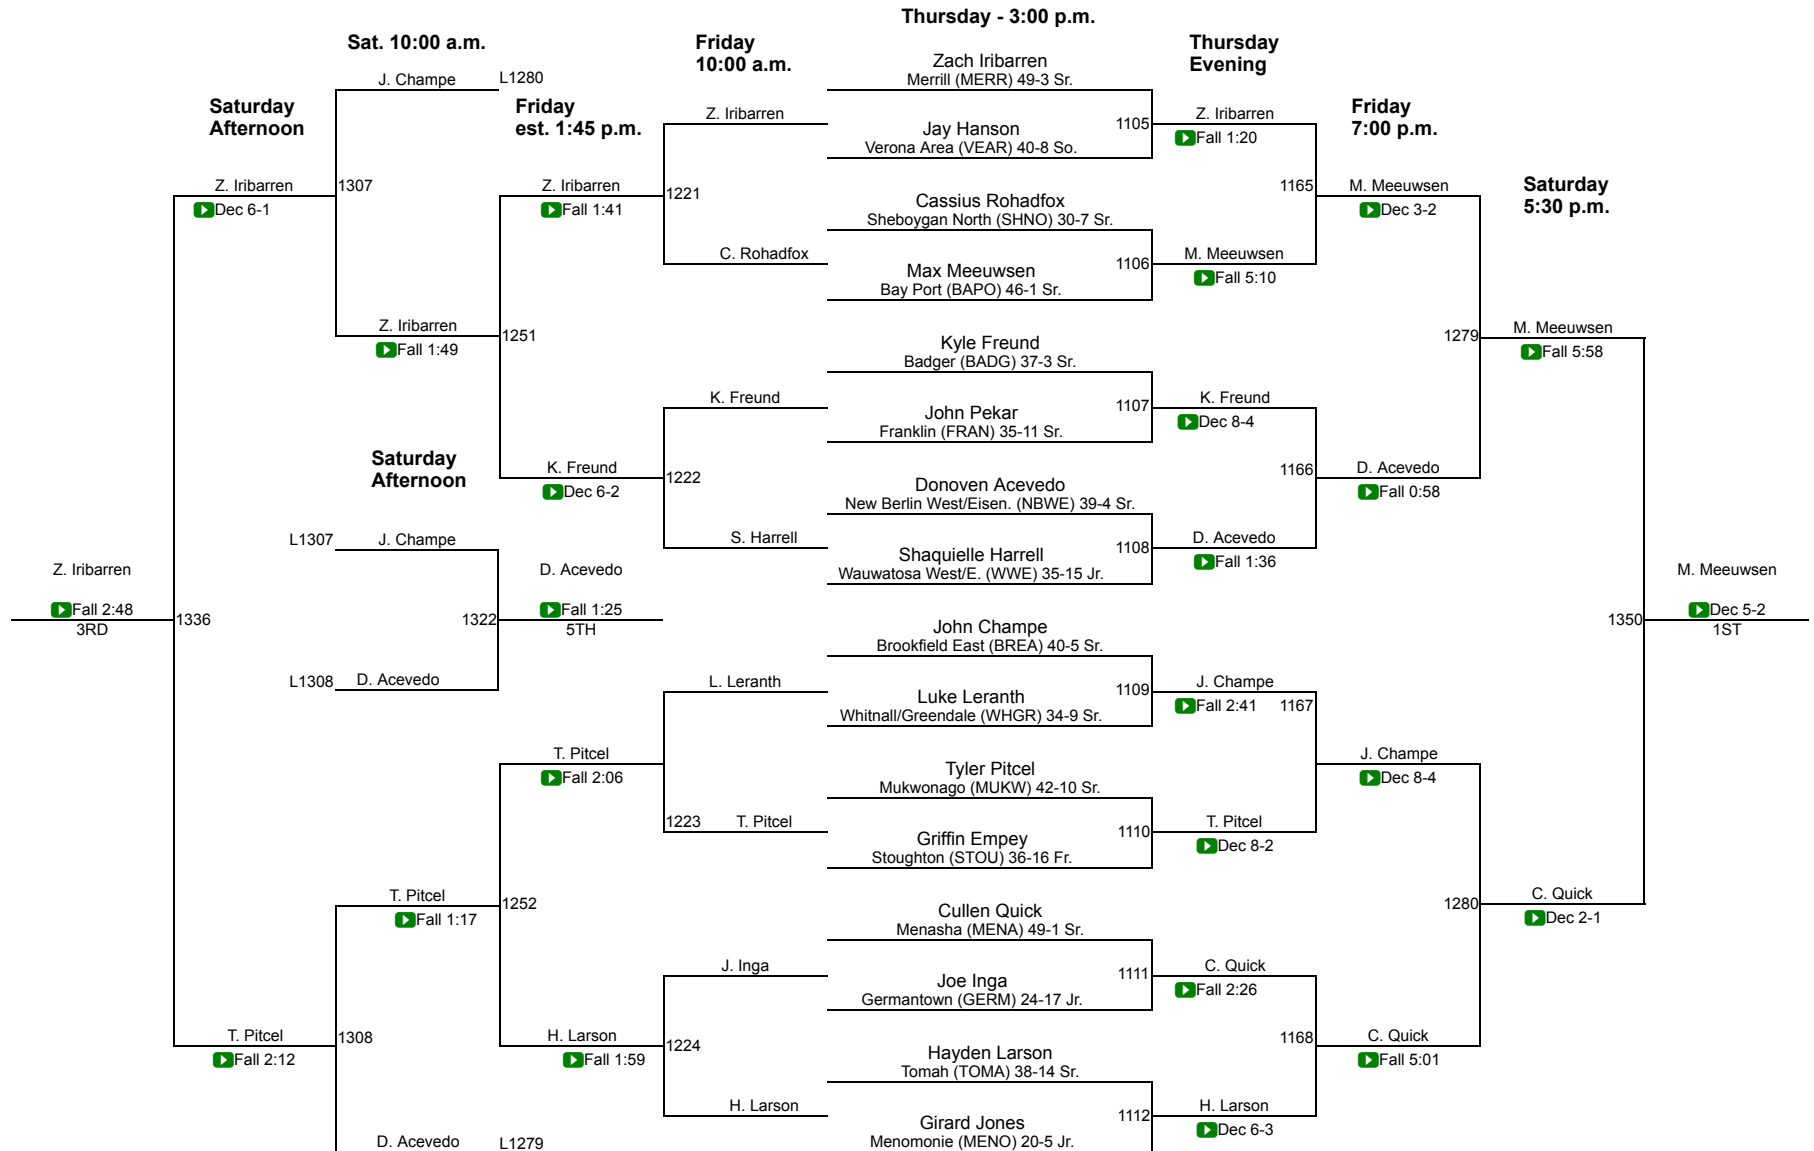 Thursday - 3:00 p.m.
Sat. 10:00 a.m.
Friday
10:00 a.m.
Thursday
Evening
Zach Iribarren
Merrill (MERR) 49-3 Sr.
J. Champe L1280
Saturday
Afternoon
Friday
est. 1:45 p.m.
Z. Iribarren
Jay Hanson
Verona Area (VEAR) 40-8 So.
1105
Z. Iribarren
Fall 1:20
Friday
7:00 p.m.
Z. Iribarren
Dec 6-1
1307
Z. Iribarren
Fall 1:41
1221
Cassius Rohadfox
Sheboygan North (SHNO) 30-7 Sr.
1165
M. Meeuwsen
Dec 3-2
Saturday
5:30 p.m.
C. Rohadfox
Max Meeuwsen
Bay Port (BAPO) 46-1 Sr.
1106
M. Meeuwsen
Fall 5:10
Z. Iribarren
Fall 1:49
1251
Kyle Freund
Badger (BADG) 37-3 Sr.
1279
M. Meeuwsen
Fall 5:58
K. Freund
John Pekar
Franklin (FRAN) 35-11 Sr.
1107
K. Freund
Dec 8-4
Saturday
Afternoon
K. Freund
Dec 6-2
1222
Donoven Acevedo
New Berlin West/Eisen. (NBWE) 39-4 Sr.
1166
D. Acevedo
Fall 0:58
L1307 J. Champe
S. Harrell
Shaquielle Harrell
Wauwatosa West/E. (WWE) 35-15 Jr.
1108
D. Acevedo
Fall 1:36
Z. Iribarren
Fall 2:48
3RD
1336
1322
D. Acevedo
Fall 1:25
5TH
John Champe
Brookfield East (BREA) 40-5 Sr.
1350
M. Meeuwsen
Dec 5-2
1ST
L1308 D. Acevedo
L. Leranth
Luke Leranth
Whitnall/Greendale (WHGR) 34-9 Sr.
1109
J. Champe
Fall 2:41
1167
T. Pitcel
Fall 2:06
Tyler Pitcel
Mukwonago (MUKW) 42-10 Sr.
J. Champe
Dec 8-4
1223
T. Pitcel
Griffin Empey
Stoughton (STOU) 36-16 Fr.
1110
T. Pitcel
Dec 8-2
T. Pitcel
Fall 1:17
1252
Cullen Quick
Menasha (MENA) 49-1 Sr.
1280
C. Quick
Dec 2-1
J. Inga
Joe Inga
Germantown (GERM) 24-17 Jr.
1111
C. Quick
Fall 2:26
T. Pitcel
Fall 2:12
1308
H. Larson
Fall 1:59
1224
Hayden Larson
Tomah (TOMA) 38-14 Sr.
1168
C. Quick
Fall 5:01
H. Larson
Girard Jones
Menomonie (MENO) 20-5 Jr.
1112
H. Larson
Dec 6-3
D. Acevedo L1279